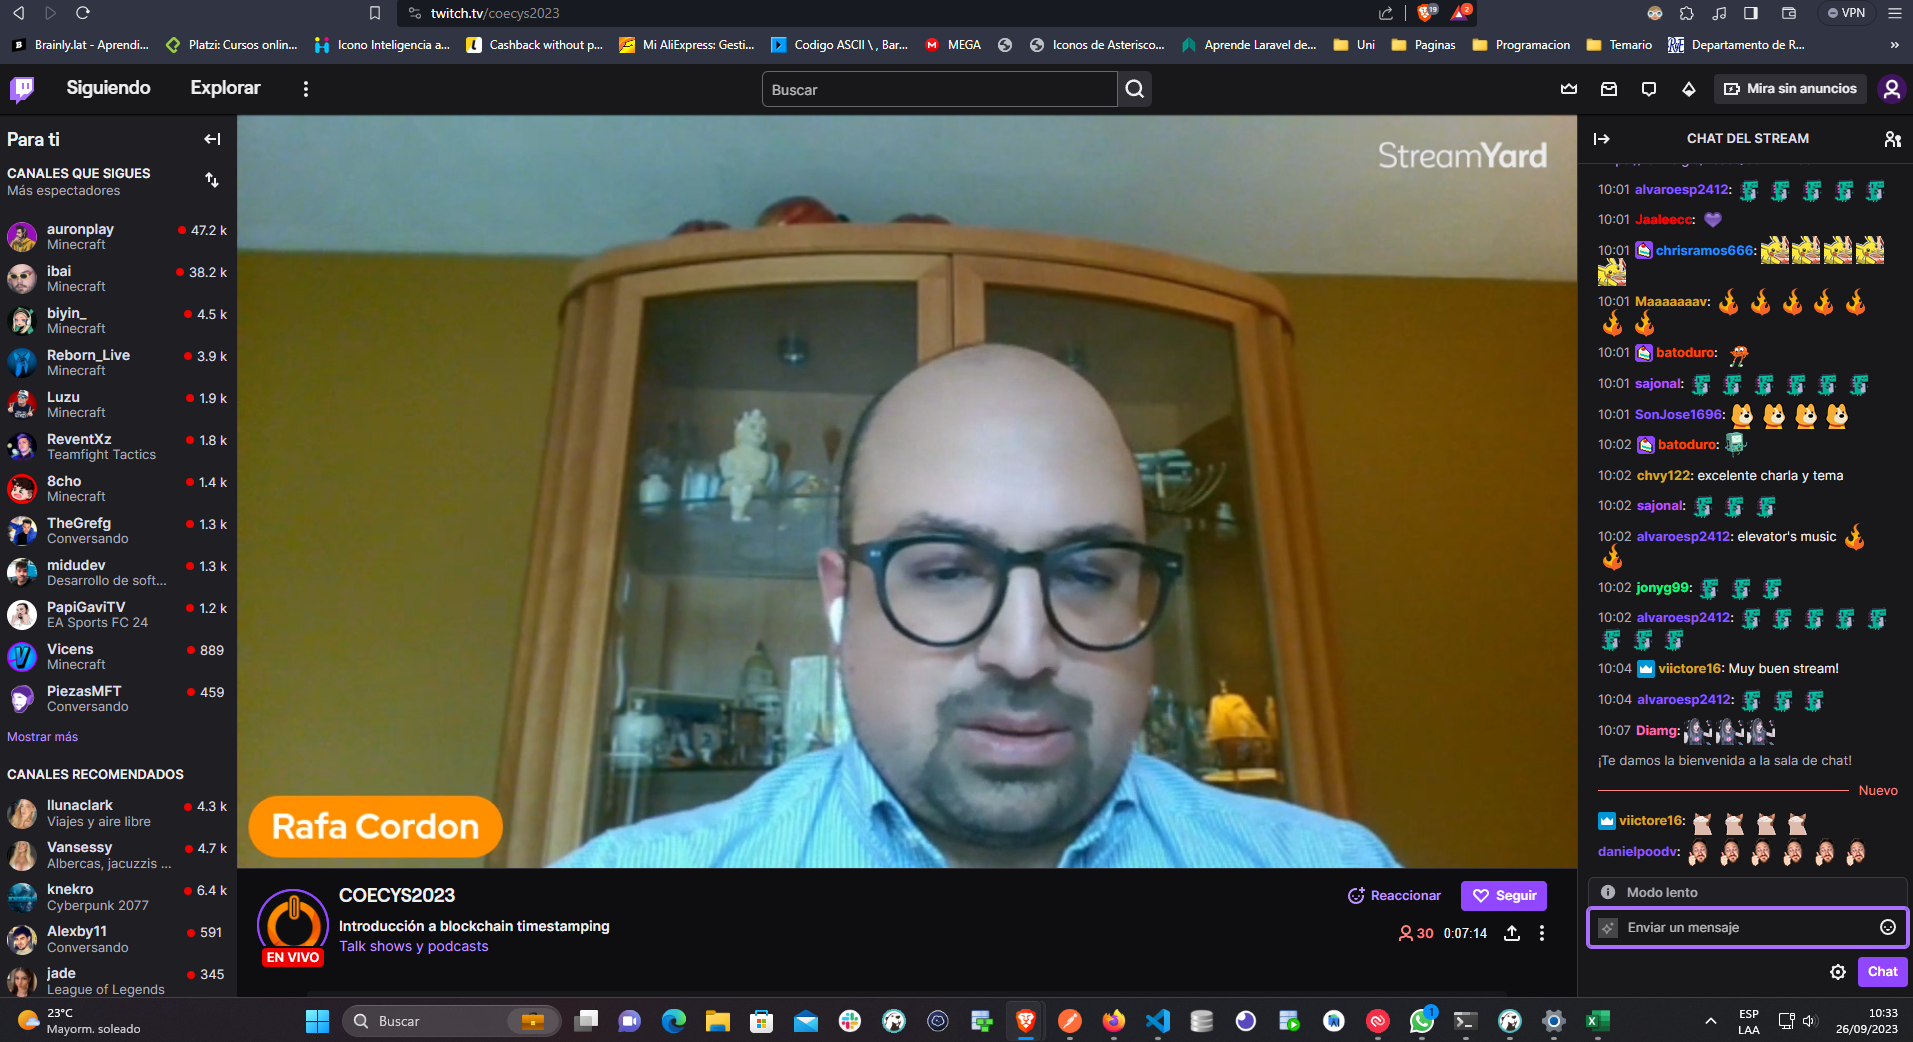 twitch.tv/coecys2023
19
2
VPN
Brainly.lat - Aprendi...
Platzi: Cursos onlin...
Icono Inteligencia a...
Cashback without p...
Mi AliExpress: Gesti...
Codigo ASCII \ , Bar...
MEGA
Iconos de Asterisco...
Aprende Laravel de...
Uni
Paginas
Programacion
Temario
Departamento de R...
»
Siguiendo
Explorar
Buscar
Mira sin anuncios
Para ti
CANALES QUE SIGUES
Más espectadores
auronplay 47.2 k
Minecraft
ibai 38.2 k
Minecraft
biyin_ 4.5 k
Minecraft
Reborn_Live 3.9 k
Minecraft
Luzu 1.9 k
Minecraft
ReventXz 1.8 k
Teamfight Tactics
8cho 1.4 k
Minecraft
TheGrefg 1.3 k
Conversando
midudev 1.3 k
Desarrollo de soft...
PapiGaviTV 1.2 k
EA Sports FC 24
Vicens 889
Minecraft
PiezasMFT 459
Conversando
Mostrar más
CANALES RECOMENDADOS
llunaclark 4.3 k
Viajes y aire libre
Vansessy 4.7 k
Albercas, jacuzzis ...
knekro 6.4 k
Cyberpunk 2077
Alexby11 591
Conversando
jade 345
League of Legends
StreamYard
Rafa Cordon
COECYS2023
Introducción a blockchain timestamping
Talk shows y podcasts
EN VIVO
Reaccionar
Seguir
30 0:07:14
CHAT DEL STREAM
10:01 alvaroesp2412:
10:01 Jaaleecc:
10:01 chrisramos666:
10:01 Maaaaaaav:
10:01 batoduro:
10:01 sajonal:
10:01 SonJose1696:
10:02 batoduro:
10:02 chvy122: excelente charla y tema
10:02 sajonal:
10:02 alvaroesp2412: elevator's music
10:02 jonyg99:
10:02 alvaroesp2412:
10:04 viictore16: Muy buen stream!
10:04 alvaroesp2412:
10:07 Diamg:
¡Te damos la bienvenida a la sala de chat!
Nuevo
viictore16:
danielpoodv:
Modo lento
Enviar un mensaje
Chat
23°C
Mayorm. soleado
Buscar
1
ESP
LAA
10:33
26/09/2023